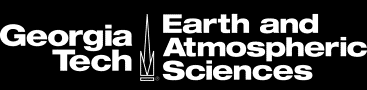 Georgia
Tech
Earth and
Atmospheric
Sciences